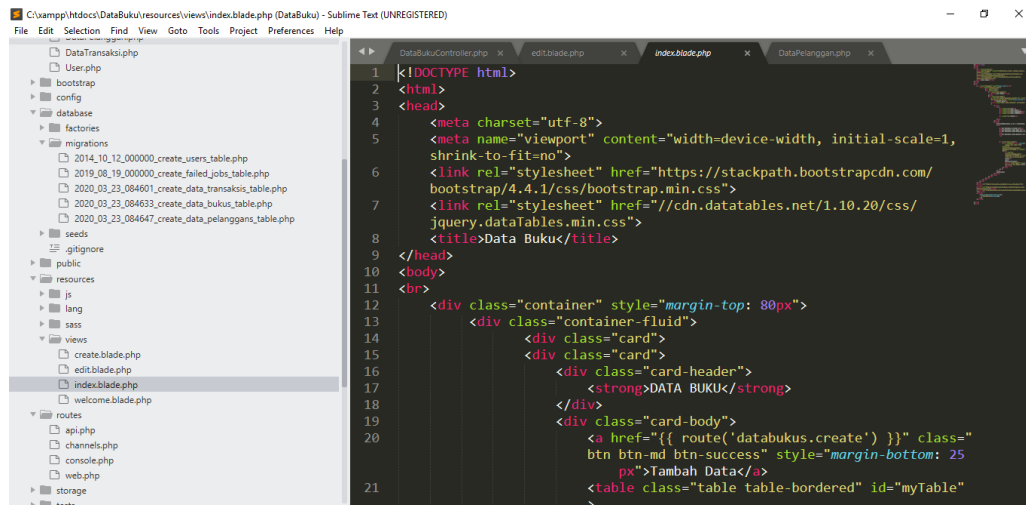 C:\xampp\htdocs\DataBuku\resources\views\index.blade.php (DataBuku) - Sublime Text (UNREGISTERED)
File Edit Selection Find View Goto Tools Project Preferences Help
DataTransaksi.php
User.php
bootstrap
config
database
factories
migrations
2014_10_12_000000_create_users_table.php
2019_08_19_000000_create_failed_jobs_table.php
2020_03_23_084601_create_data_transaksis_table.php
2020_03_23_084633_create_data_bukus_table.php
2020_03_23_084647_create_data_pelanggans_table.php
seeds
.gitignore
public
resources
js
lang
sass
views
create.blade.php
edit.blade.php
index.blade.php
welcome.blade.php
routes
api.php
channels.php
console.php
web.php
storage
tests
DataBukuController.php × edit.blade.php × index.blade.php × DataPelanggan.php ×
1 <!DOCTYPE html>
2 <html>
3 <head>
4 <meta charset="utf-8">
5 <meta name="viewport" content="width=device-width, initial-scale=1,
shrink-to-fit=no">
6 <link rel="stylesheet" href="https://stackpath.bootstrapcdn.com/
bootstrap/4.4.1/css/bootstrap.min.css">
7 <link rel="stylesheet" href="//cdn.datatables.net/1.10.20/css/
jquery.dataTables.min.css">
8 <title>Data Buku</title>
9 </head>
10 <body>
11 <br>
12 <div class="container" style="margin-top: 80px">
13 <div class="container-fluid">
14 <div class="card">
15 <div class="card">
16 <div class="card-header">
17 <strong>DATA BUKU</strong>
18 </div>
19 <div class="card-body">
20 <a href="{{ route('databukus.create') }}" class="
btn btn-md btn-success" style="margin-bottom: 25
px">Tambah Data</a>
21 <table class="table table-bordered" id="myTable"
>